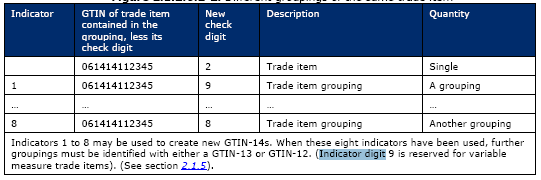 Indicator GTIN of trade item contained in the grouping, less its check digit New check digit Description Quantity
061414112345 2 Trade item Single
1 061414112345 9 Trade item grouping A grouping
... ... ... ... ...
8 061414112345 8 Trade item grouping Another grouping
Indicators 1 to 8 may be used to create new GTIN-14s. When these eight indicators have been used, further
groupings must be identified with either a GTIN-13 or GTIN-12. (Indicator digit 9 is reserved for variable
measure trade items). (See section 2.1.5).